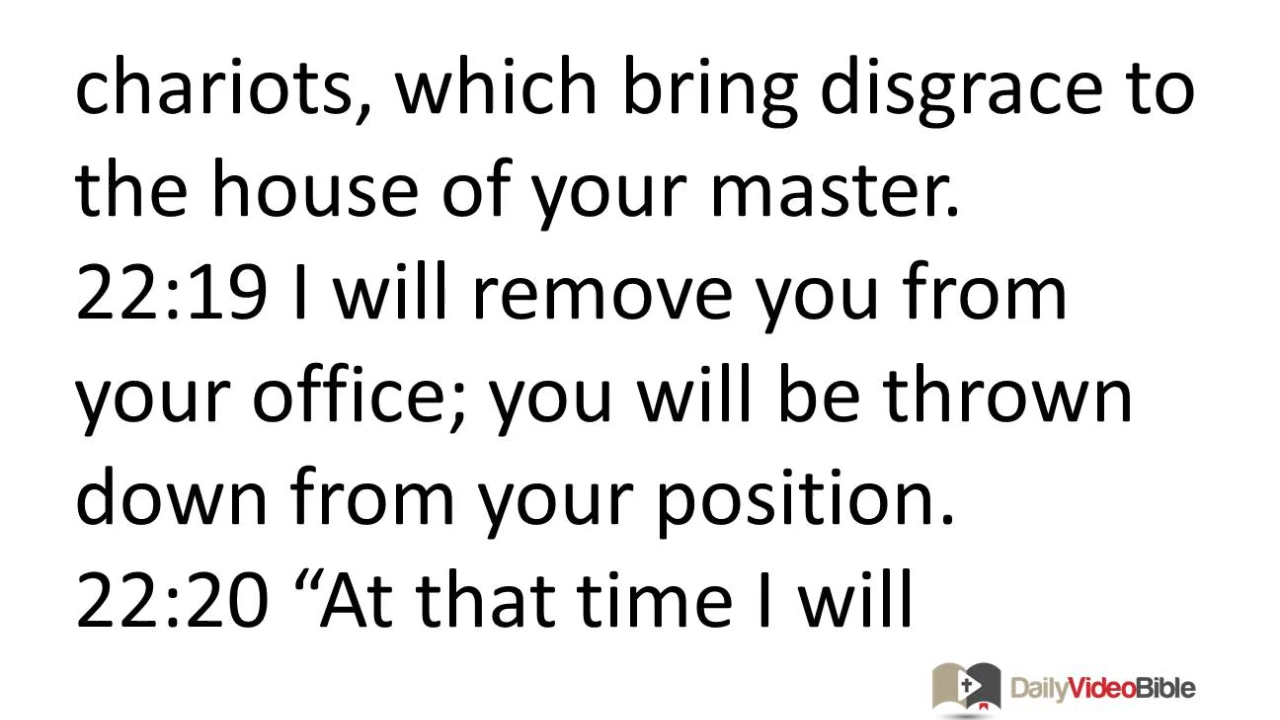 chariots, which bring disgrace to
the house of your master.
22:19 I will remove you from
your office; you will be thrown
down from your position.
22:20 “At that time I will
DailyVideoBible